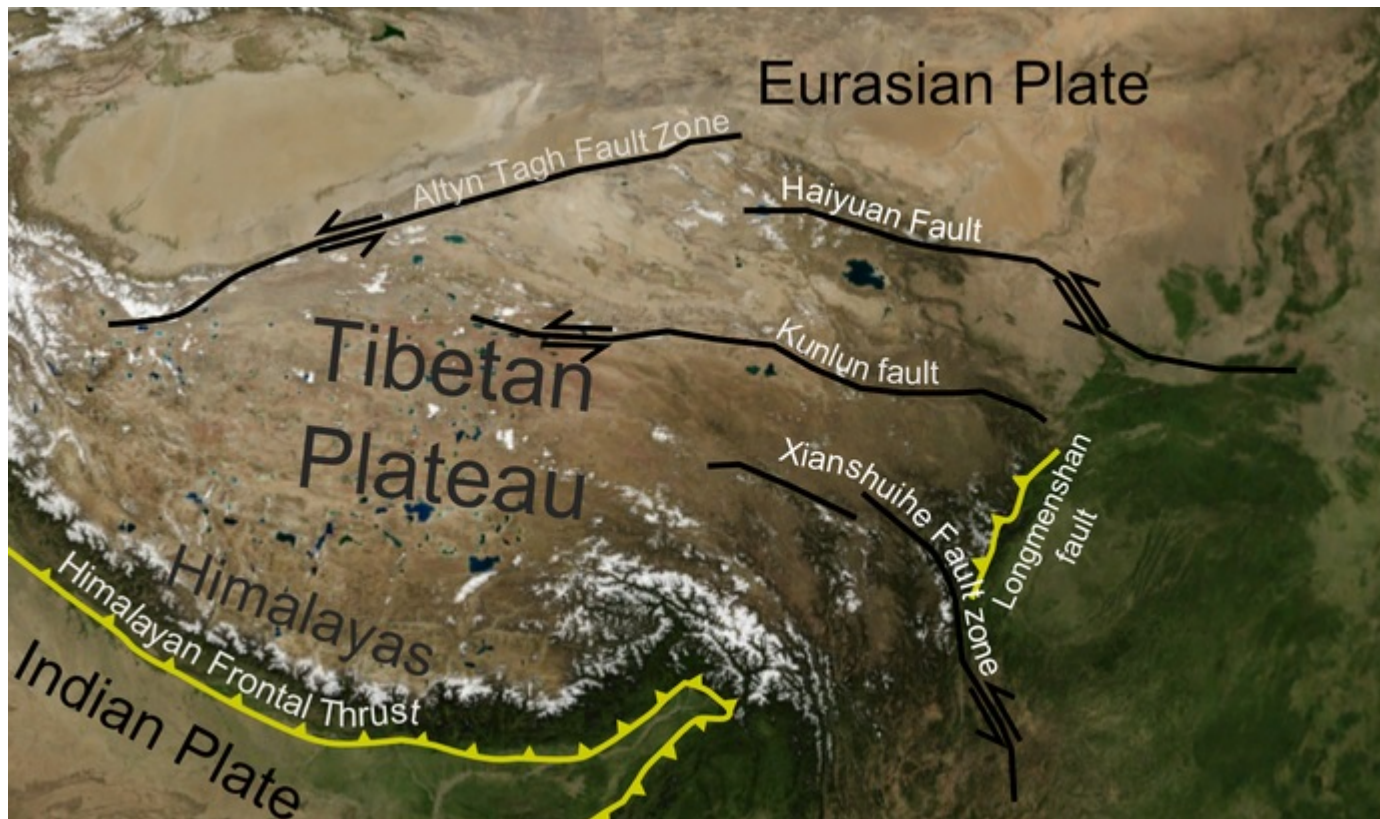 Eurasian Plate
Altyn Tagh Fault Zone
Haiyuan Fault
Tibetan
Plateau
Kunlun fault
Xianshuihe Fault zone
Longmenshan
fault
Himalayas
Himalayan Frontal Thrust
Indian Plate